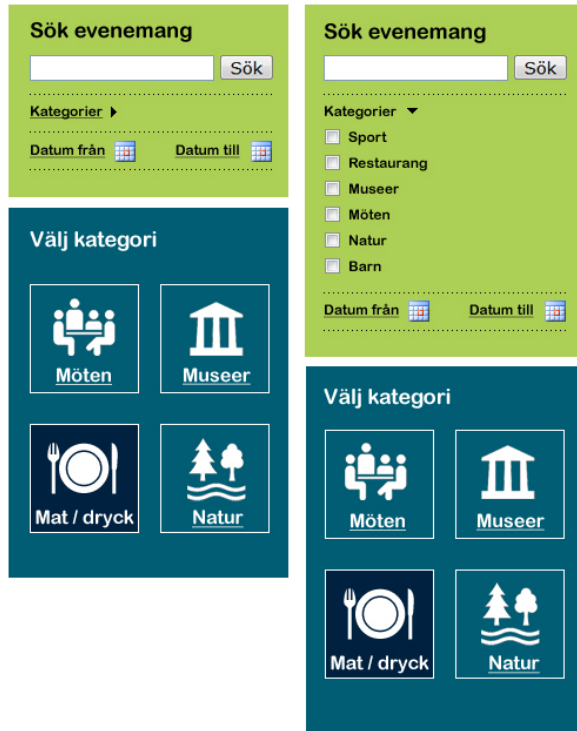 Sök evenemang
Sök
Kategorier
Datum från Datum till
Välj kategori
Möten Museer
Mat / dryck Natur
Sök evenemang
Sök
Kategorier
Sport
Restaurang
Museer
Möten
Natur
Barn
Datum från Datum till
Välj kategori
Möten Museer
Mat / dryck Natur